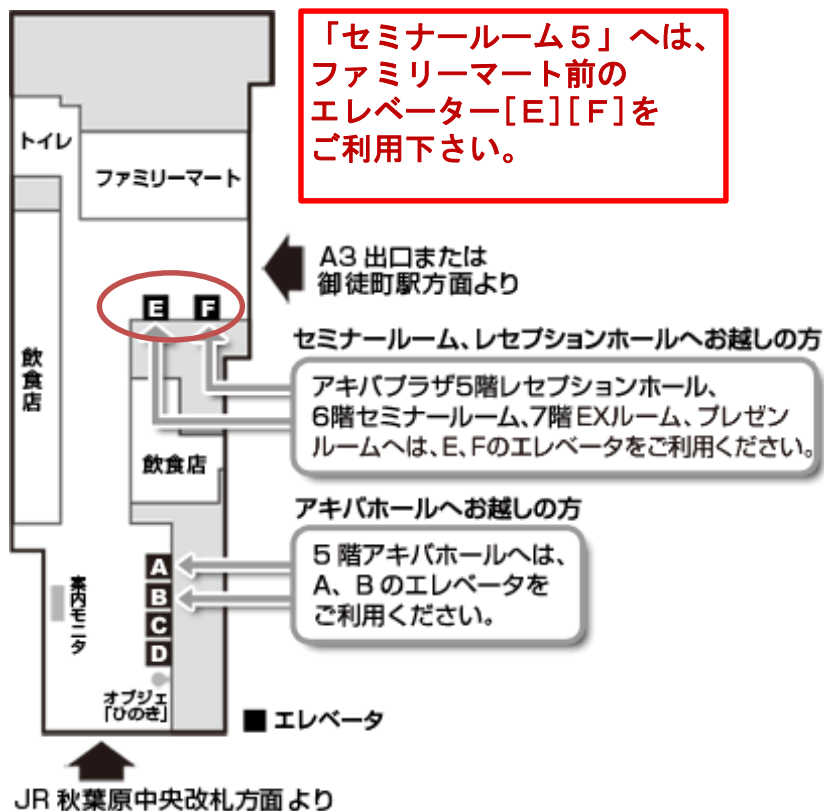 「セミナールーム５」へは、
ファミリーマート前の
エレベーター[Ｅ][Ｆ]を
ご利用下さい。
トイレ
ファミリーマート
A3 出口または
御徒町駅方面より
E F
セミナールーム、レセプションホールへお越しの方
飲食店
アキバプラザ5階レセプションホール、
6階セミナールーム、7階EXルーム、プレゼン
ルームへは、E、Fのエレベータをご利用ください。
飲食店
アキバホールへお越しの方
5 階アキバホールへは、
A、B のエレベータを
ご利用ください。
A
B
C
D
案内モニタ
オブジェ
「ひのき」
■ エレベータ
JR 秋葉原中央改札方面より